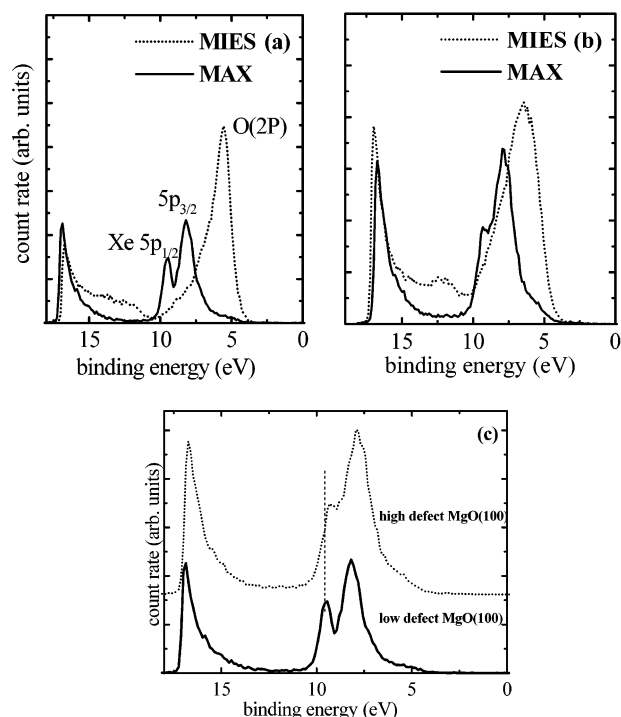 MIES (a)
MAX
O(2P)
5p3/2
Xe 5p1/2
count rate (arb. units)
15 10 5 0
binding energy (eV)
MIES (b)
MAX
15 10 5 0
binding energy (eV)
(c)
high defect MgO(100)
low defect MgO(100)
count rate (arb. units)
15 10 5 0
binding energy (eV)